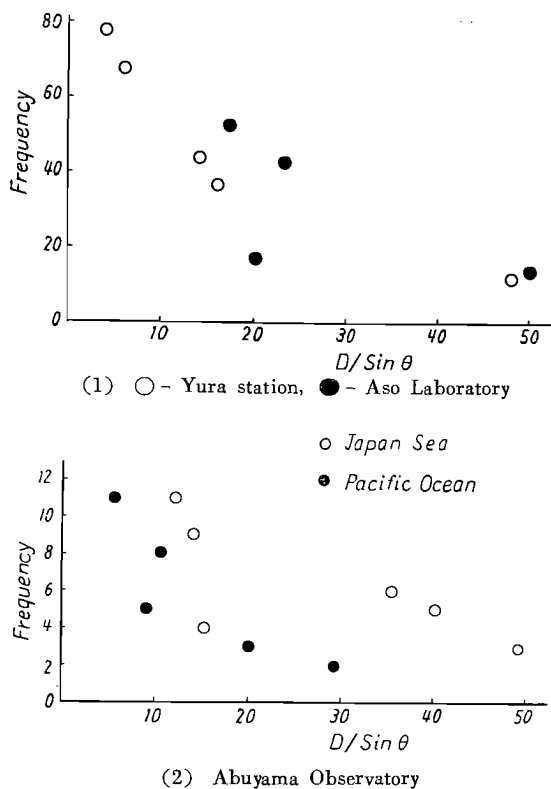 80
60
40
20
0
Frequency
10 20 30 40 50
D/Sin θ
(1) ○ - Yura station, ● - Aso Laboratory
○ Japan Sea
● Pacific Ocean
12
10
8
6
4
2
0
Frequency
10 20 30 40 50
D/Sin θ
(2) Abuyama Observatory